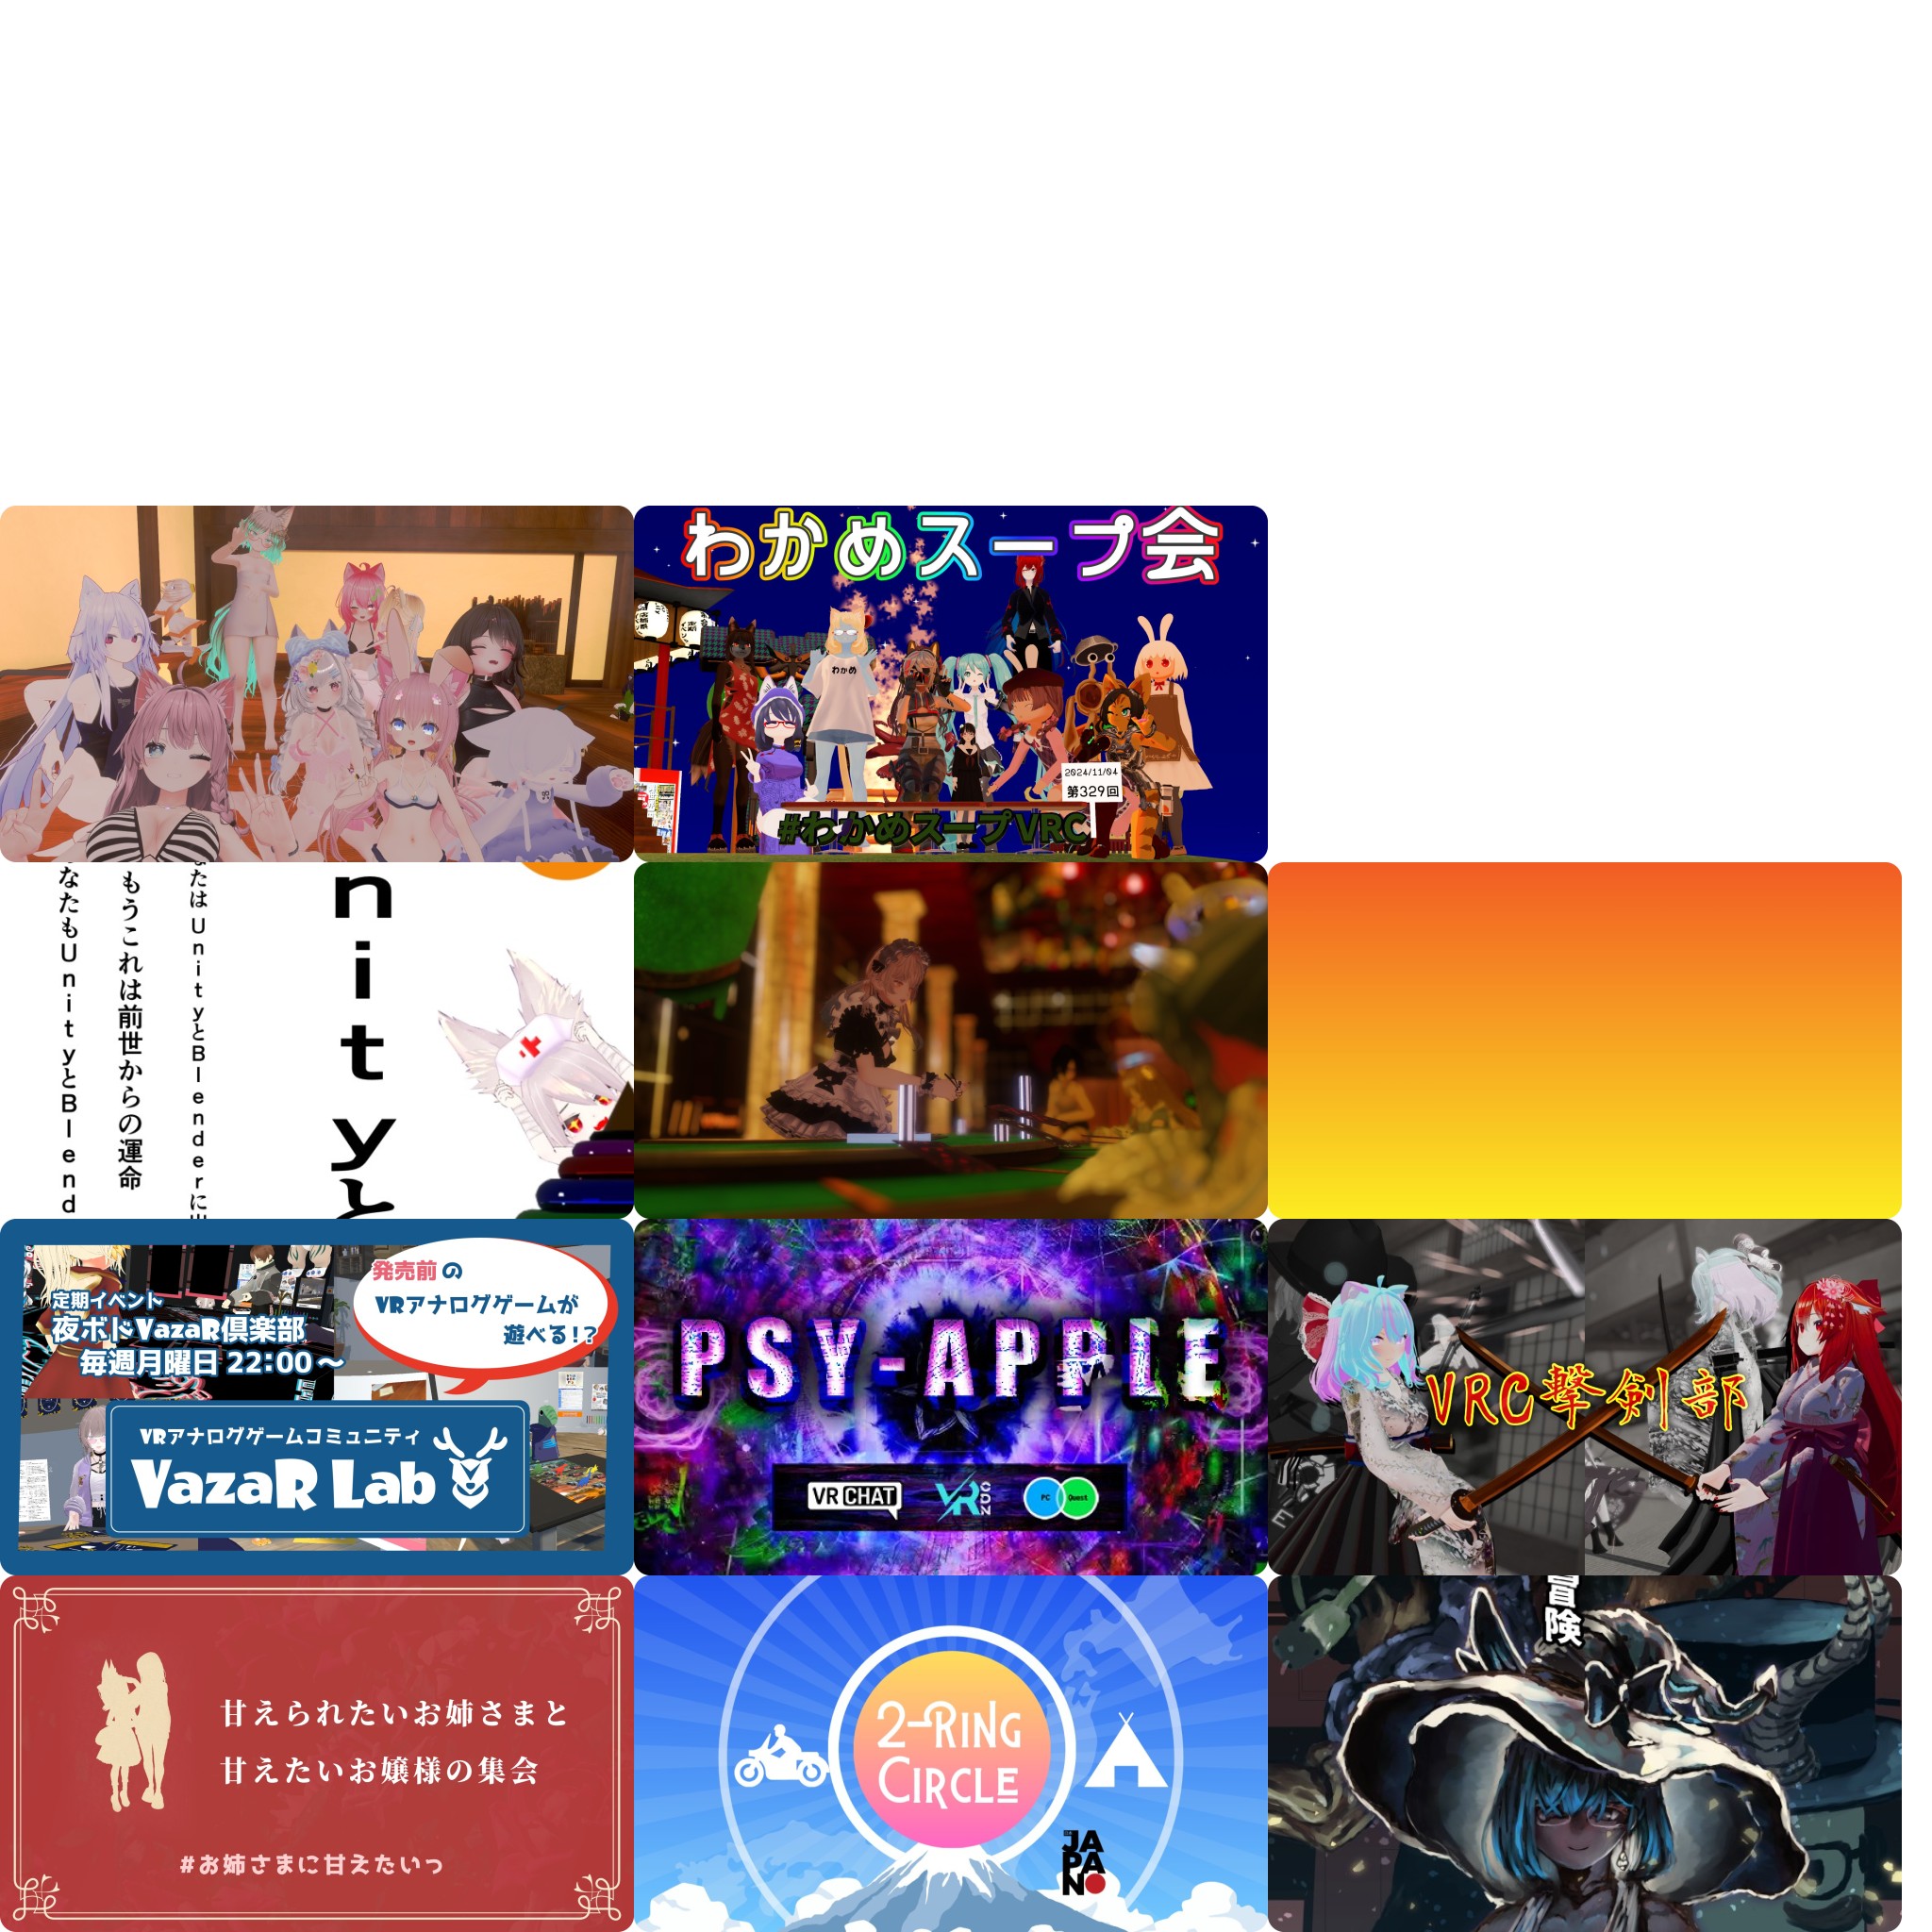 わかめスープ会
わかめ
2024/11/04
第329回
#わかめスープVRC
nityと
たは UnityとBlenderに
もうこれは前世からの運命
なたもUnityとBlend
定期イベント
夜ボドVazaR倶楽部
毎週月曜日 22:00~
発売前の
VRアナログゲームが
遊べる!?
VRアナログゲームコミュニティ
VazaR Lab
PSY-APPLE
VRCHAT
VR
CDN
PC
Quest
VRC撃剣部
甘えられたいお姉さまと
甘えたいお嬢様の集会
#お姉さまに甘えたいっ
2-RING
CIRCLE
JA
PA
N
冒険